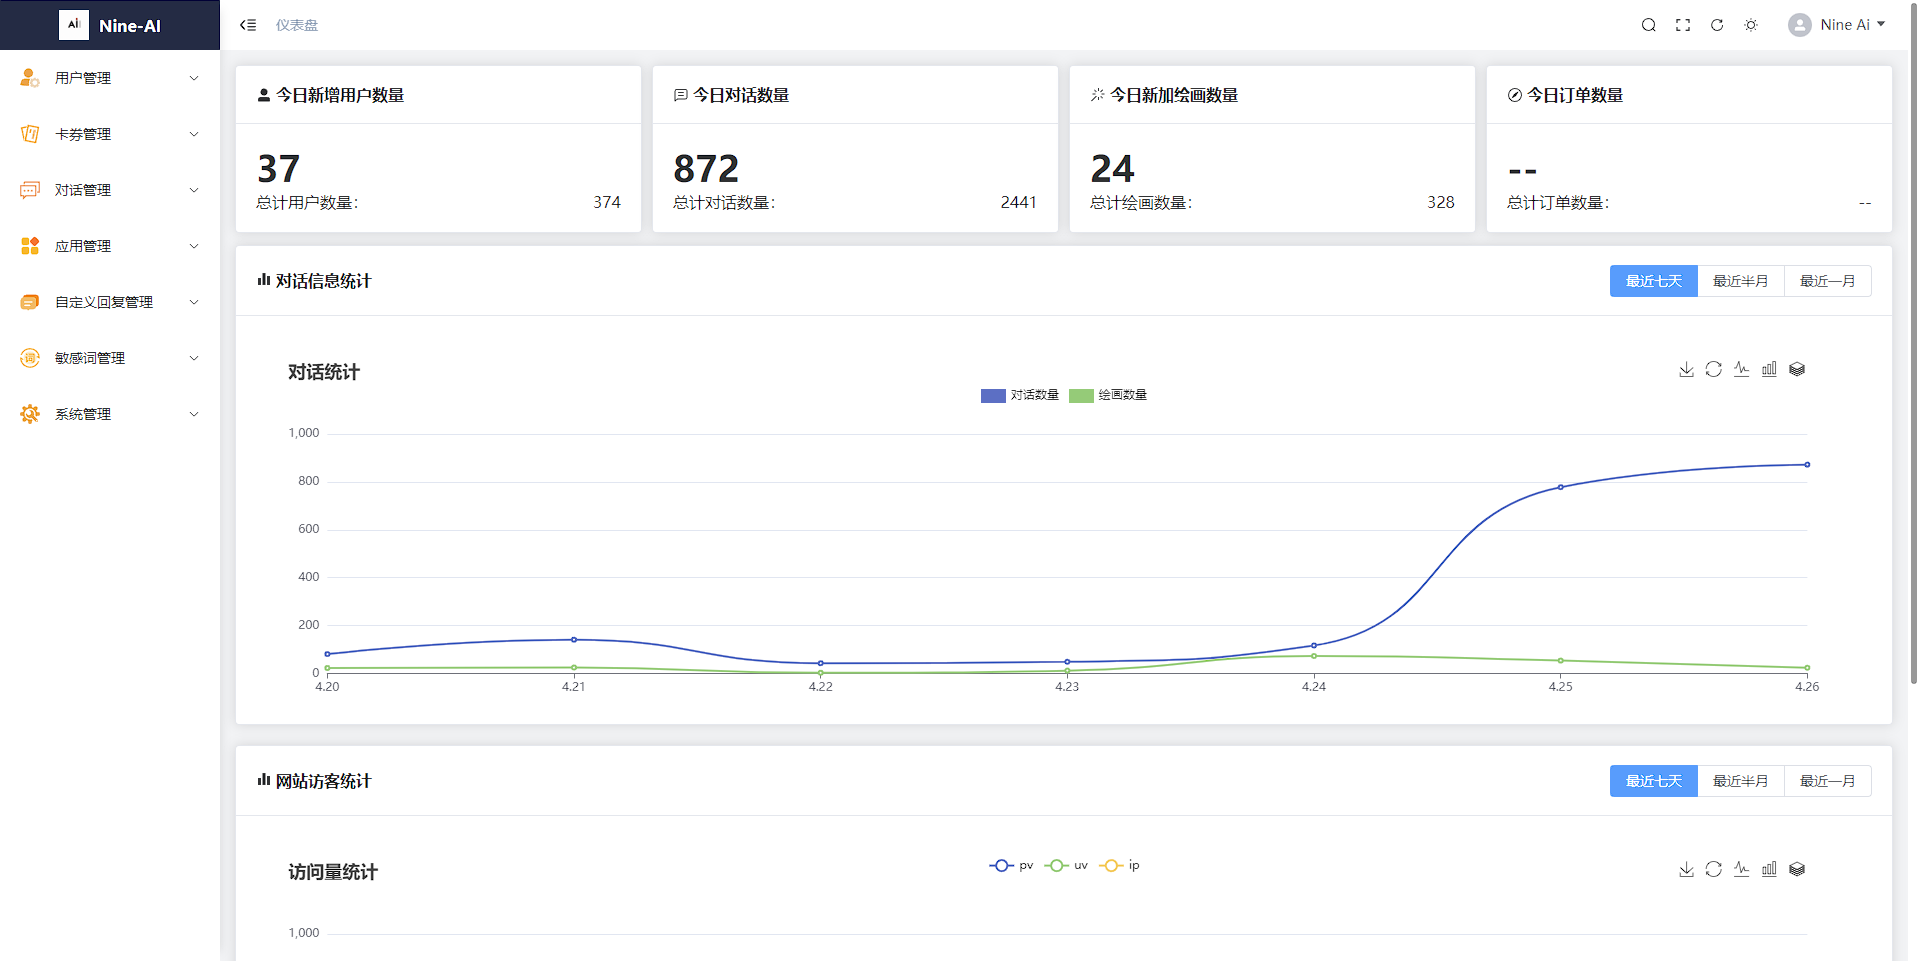 Ai
Nine-AI
仪表盘
Nine Ai
用户管理
卡券管理
对话管理
应用管理
自定义回复管理
敏感词管理
系统管理
今日新增用户数量
37
总计用户数量： 374
今日对话数量
872
总计对话数量： 2441
今日新加绘画数量
24
总计绘画数量： 328
今日订单数量
--
总计订单数量： --
对话信息统计
最近七天 最近半月 最近一月
对话统计
对话数量 绘画数量
1,000
800
600
400
200
0
4.20 4.21 4.22 4.23 4.24 4.25 4.26
网站访客统计
最近七天 最近半月 最近一月
访问量统计
pv uv ip
1,000